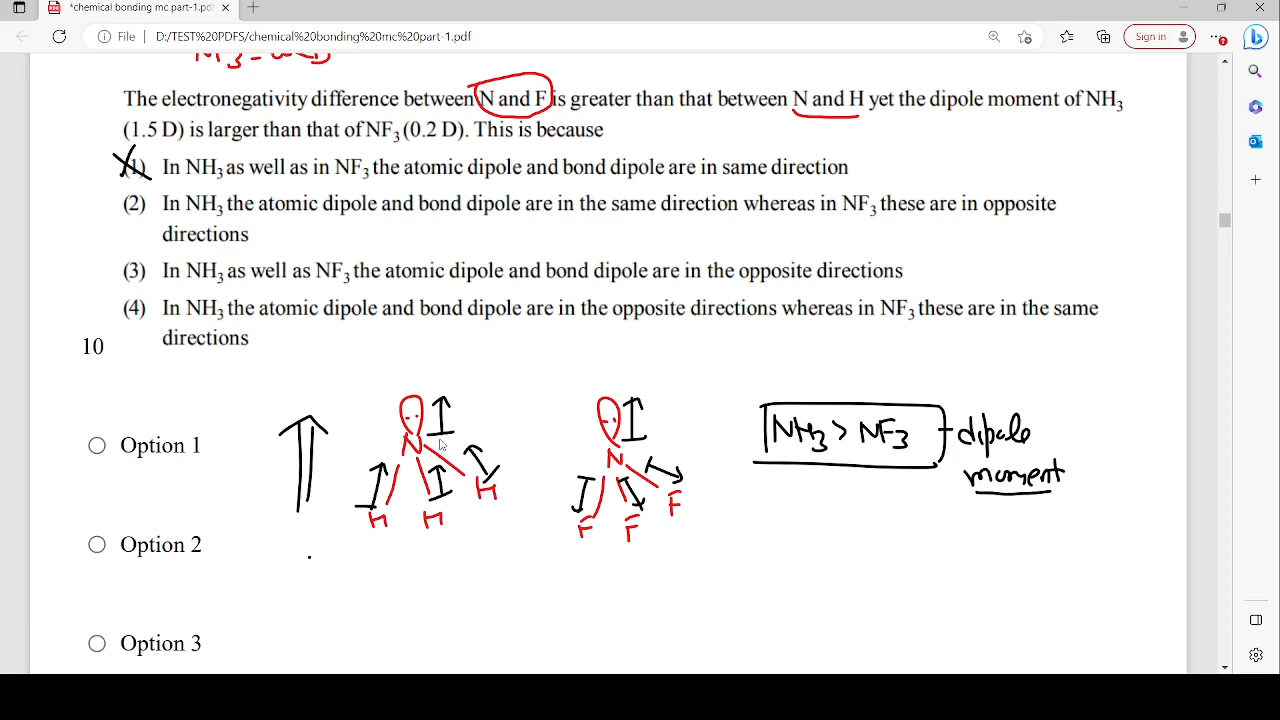 *chemical bonding mc part-1.pdf
File D:/TEST%20PDFS/chemical%20bonding%20mc%20part-1.pdf
Sign in
The electronegativity difference between N and F is greater than that between N and H yet the dipole moment of NH3
(1.5 D) is larger than that of NF3 (0.2 D). This is because
(1) In NH3 as well as in NF3 the atomic dipole and bond dipole are in same direction
(2) In NH3 the atomic dipole and bond dipole are in the same direction whereas in NF3 these are in opposite
directions
(3) In NH3 as well as NF3 the atomic dipole and bond dipole are in the opposite directions
(4) In NH3 the atomic dipole and bond dipole are in the opposite directions whereas in NF3 these are in the same
directions
10
N
H H H
N
F F F
NH3 > NF3 - dipole
moment
Option 1
Option 2
Option 3